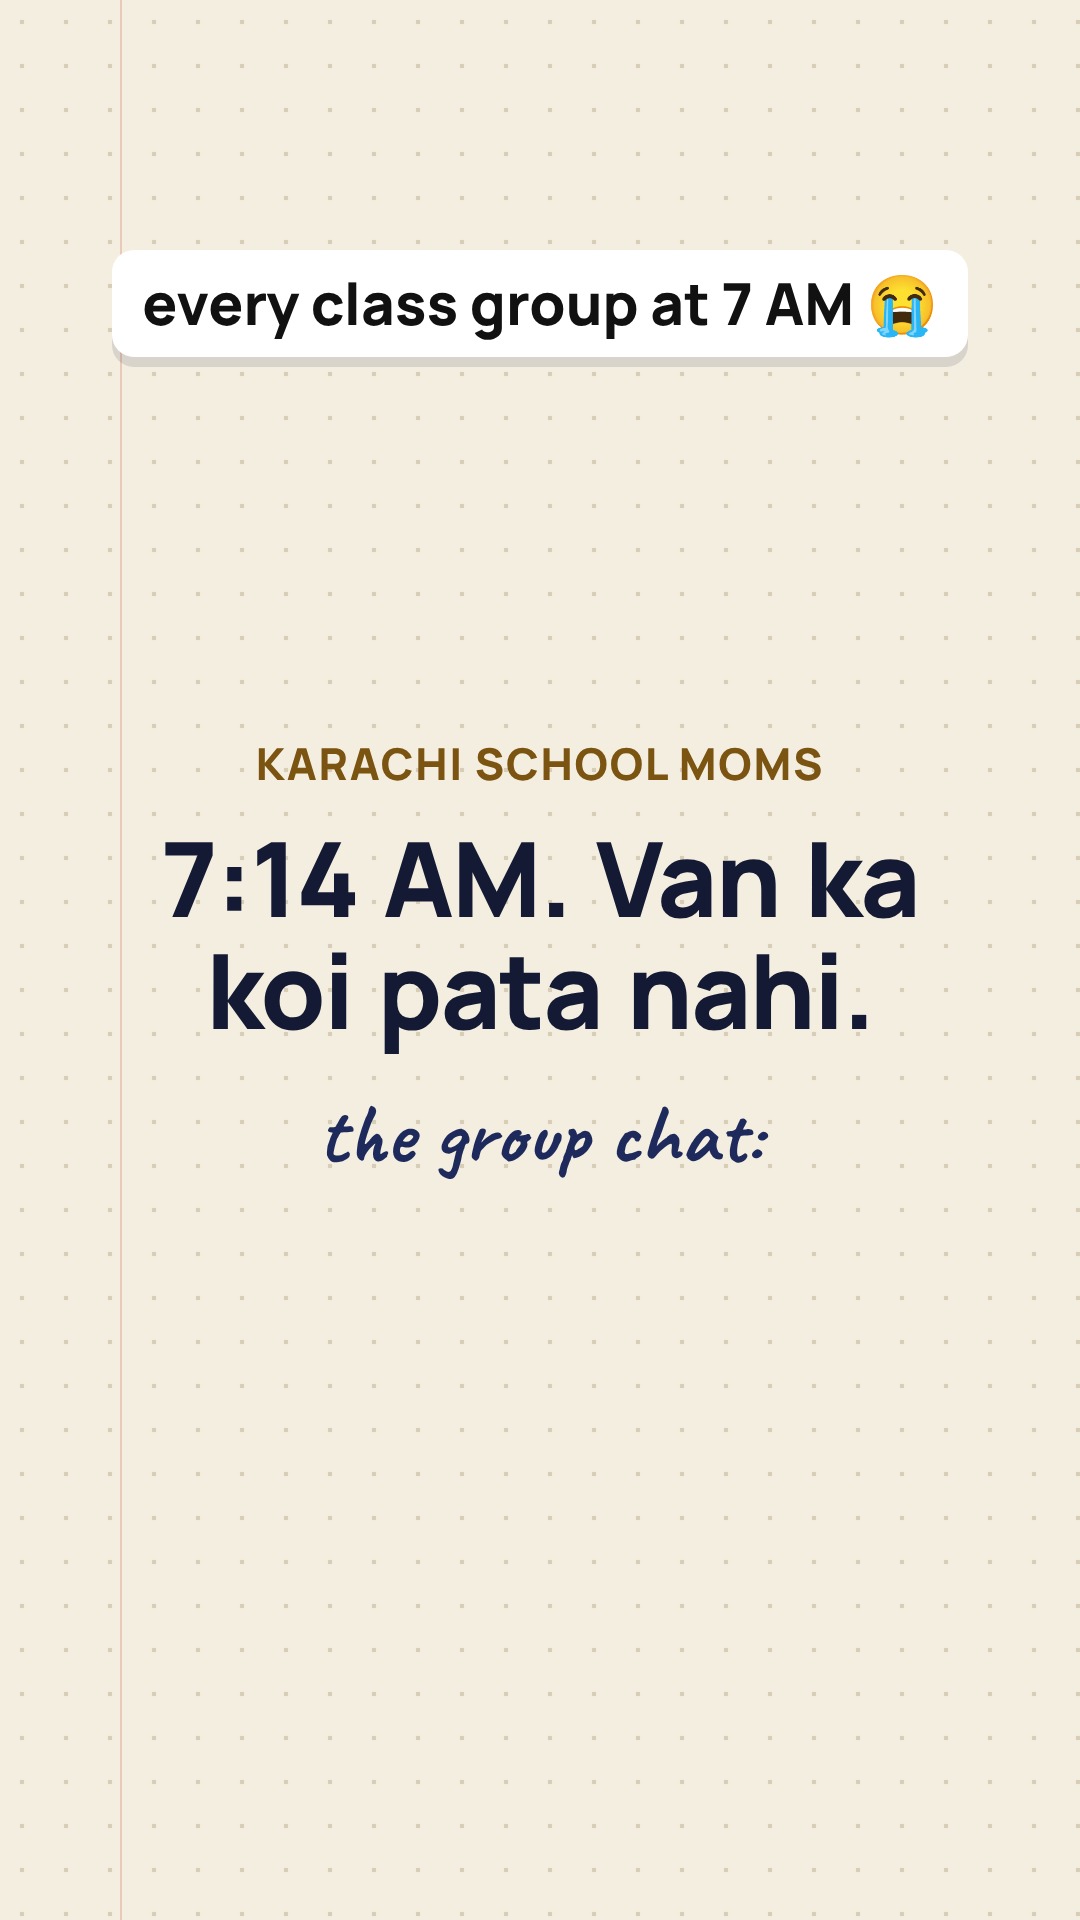 every class group at 7 AM 😭
KARACHI SCHOOL MOMS
7:14 AM. Van ka
koi pata nahi.
the group chat: